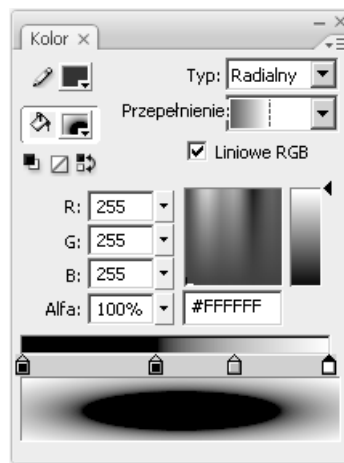 Kolor
Typ: Radialny
Przepełnienie:
Liniowe RGB
R: 255
G: 255
B: 255
Alfa: 100% #FFFFFF